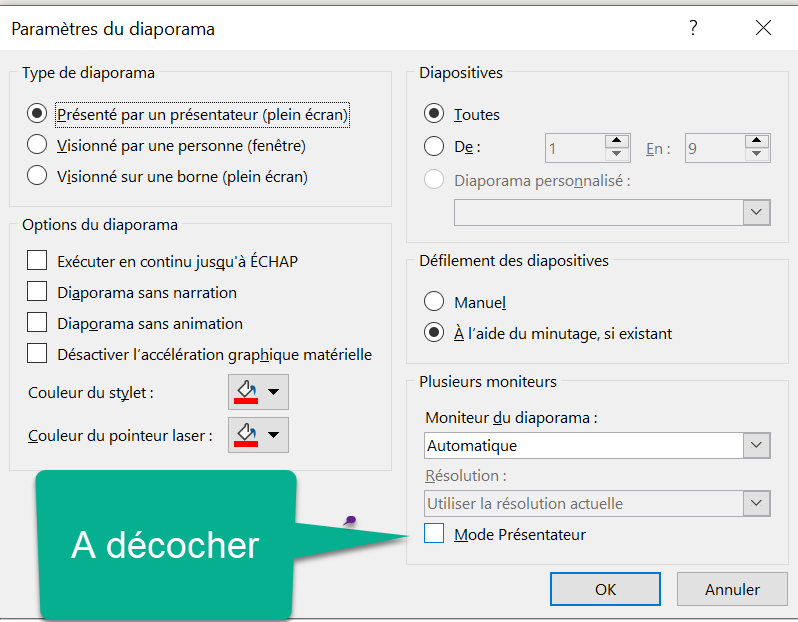 Paramètres du diaporama
?
Type de diaporama
Présenté par un présentateur (plein écran)
Visionné par une personne (fenêtre)
Visionné sur une borne (plein écran)
Options du diaporama
Exécuter en continu jusqu'à ÉCHAP
Diaporama sans narration
Diaporama sans animation
Désactiver l’accélération graphique matérielle
Couleur du stylet :
Couleur du pointeur laser :
Diapositives
Toutes
De : 1 En : 9
Diaporama personnalisé :
Défilement des diapositives
Manuel
À l’aide du minutage, si existant
Plusieurs moniteurs
Moniteur du diaporama :
Automatique
Résolution :
Utiliser la résolution actuelle
Mode Présentateur
A décocher
OK
Annuler